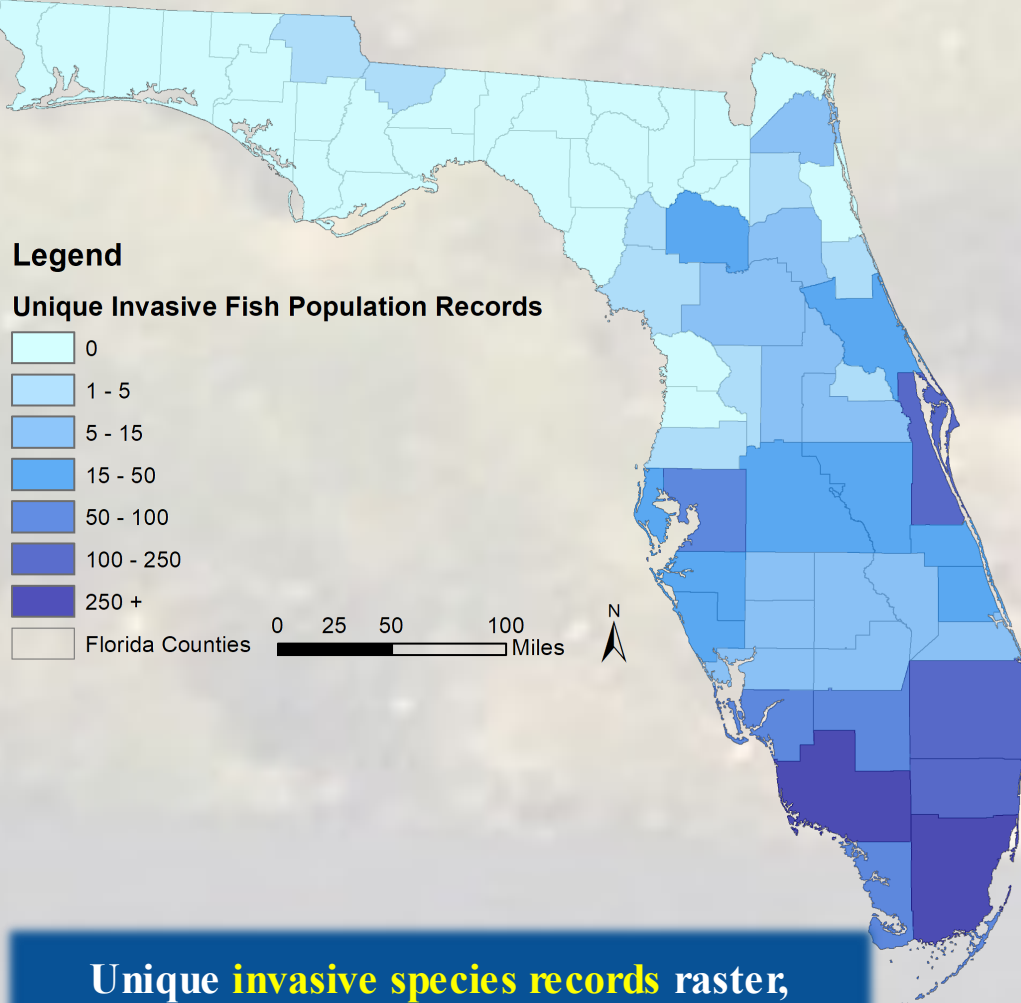 Legend
Unique Invasive Fish Population Records
0
1 - 5
5 - 15
15 - 50
50 - 100
100 - 250
250 +
Florida Counties
0 25 50 100
Miles
N
Unique invasive species records raster,